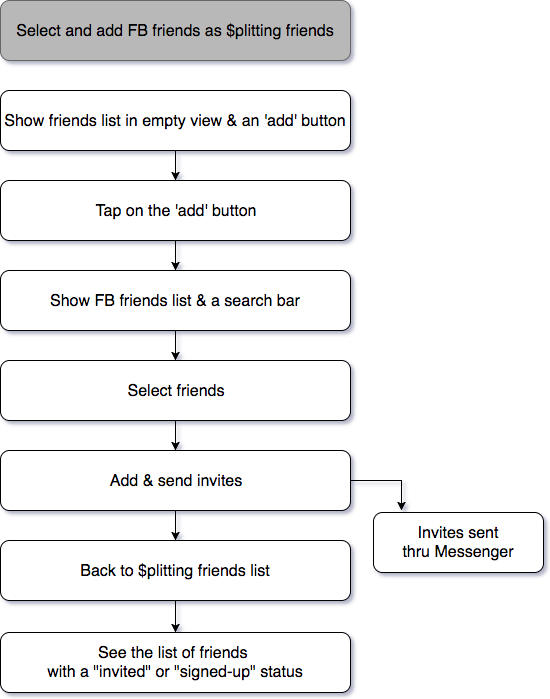 Select and add FB friends as $plitting friends
Show friends list in empty view & an 'add' button
Tap on the 'add' button
Show FB friends list & a search bar
Select friends
Add & send invites
Invites sent
thru Messenger
Back to $plitting friends list
See the list of friends
with a "invited" or "signed-up" status